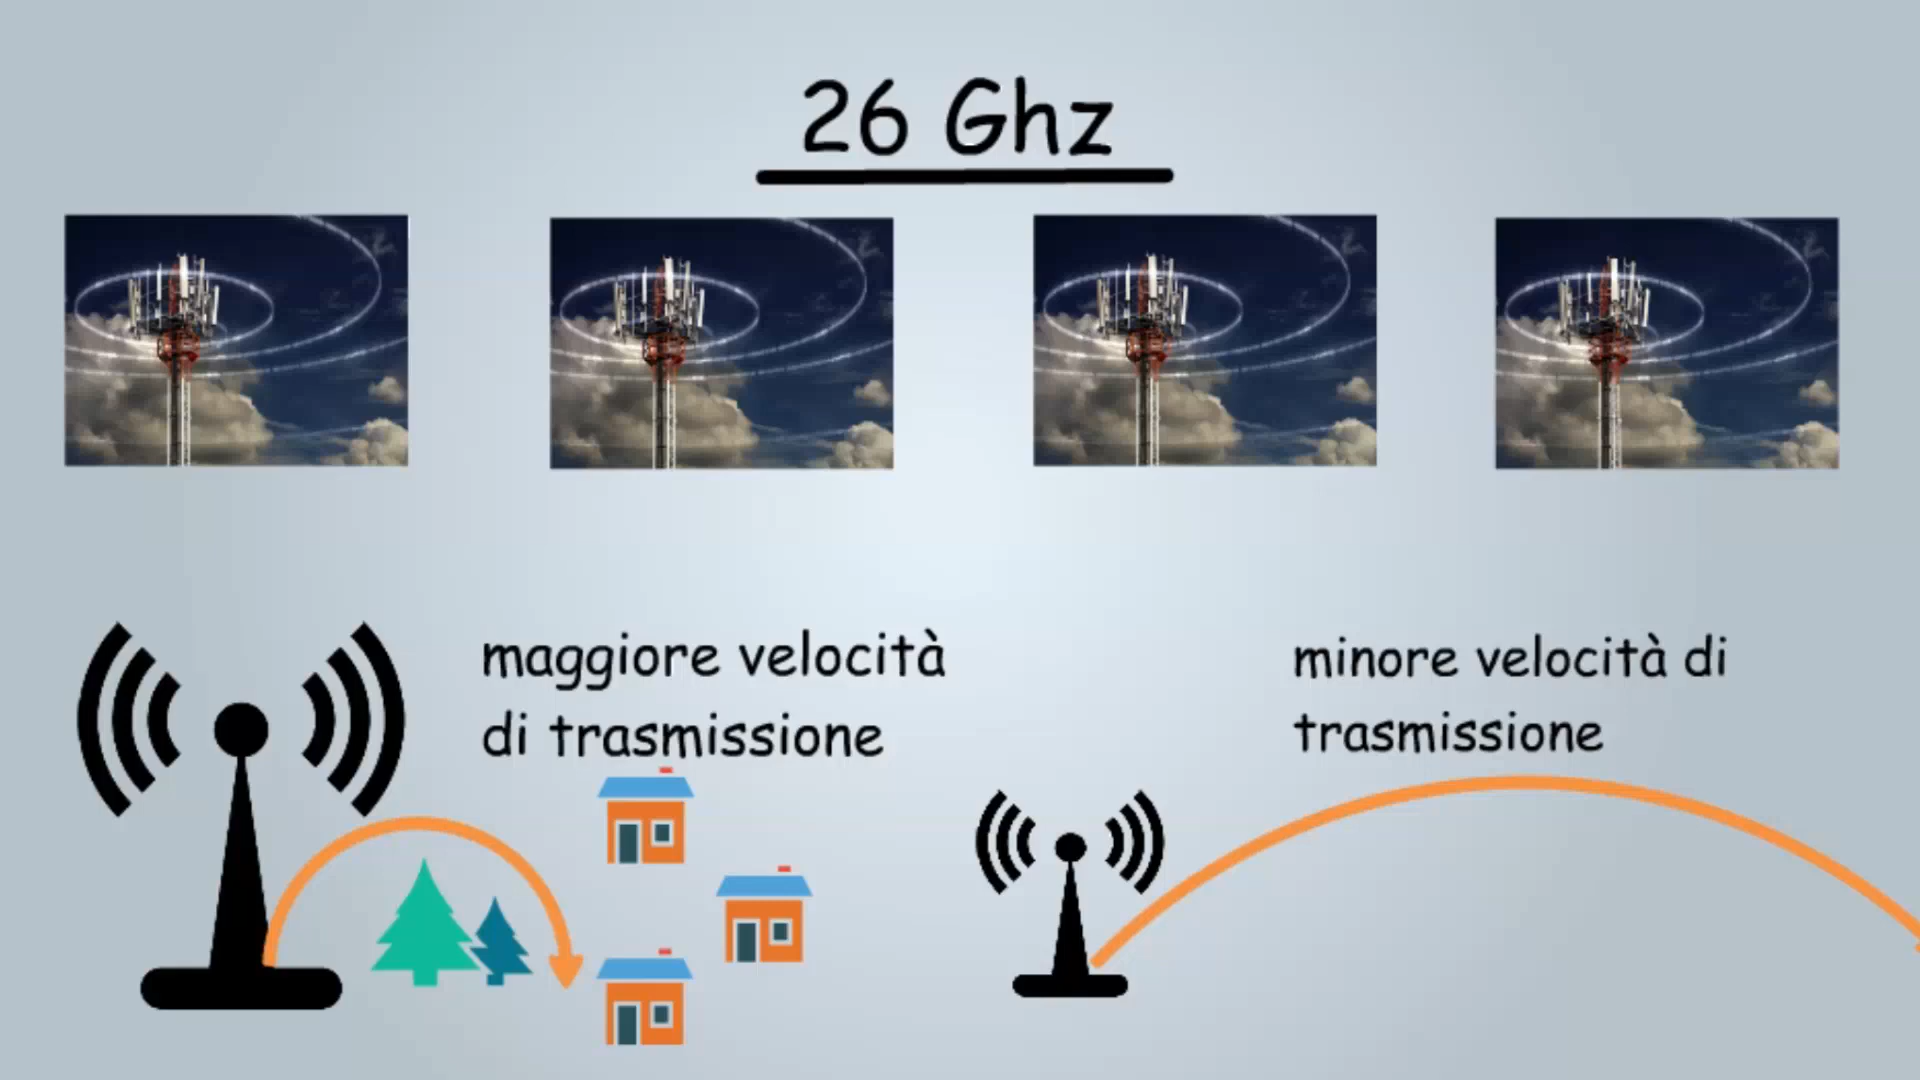 26 Ghz
maggiore velocità
di trasmissione
minore velocità di
trasmissione